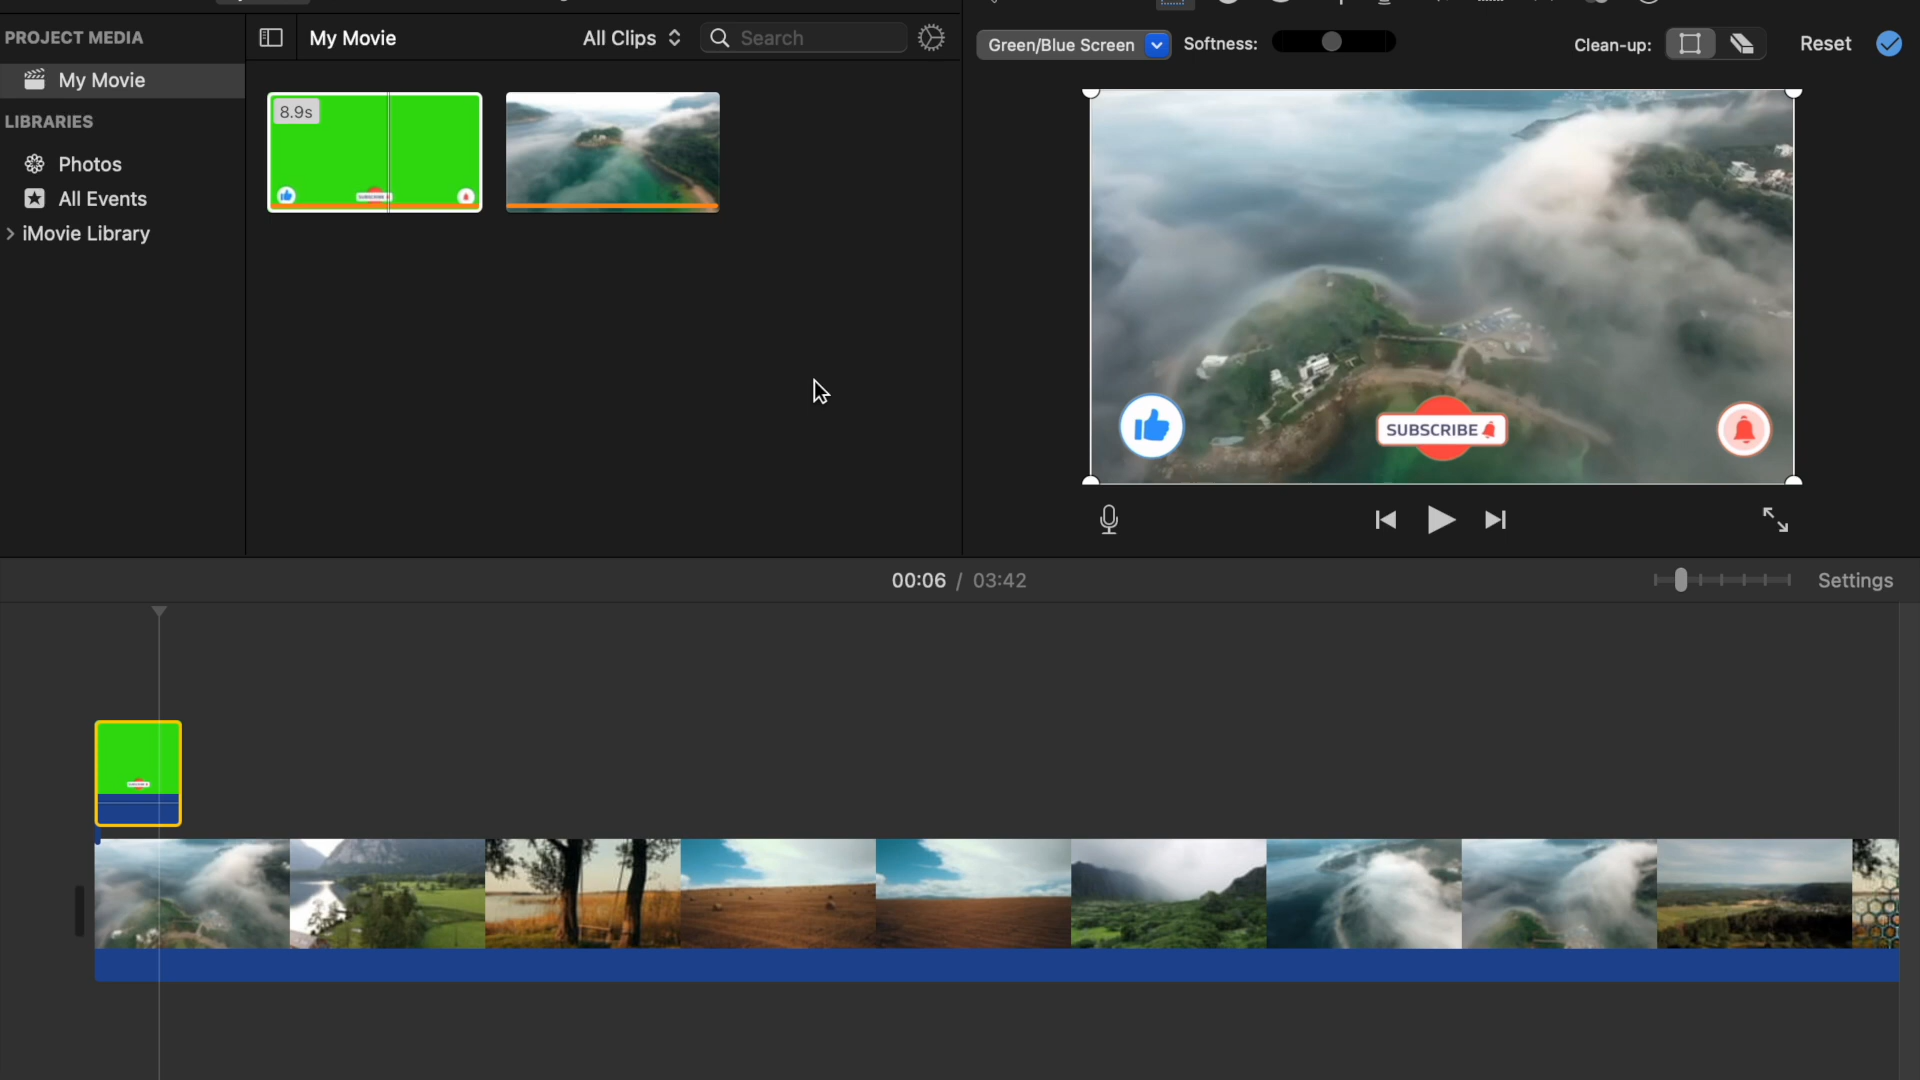 PROJECT MEDIA
My Movie
LIBRARIES
Photos
All Events
iMovie Library
My Movie
All Clips
Search
8.9s
SUBSCRIBE
Green/Blue Screen
Softness:
Clean-up:
Reset
SUBSCRIBE
00:06 / 03:42
Settings